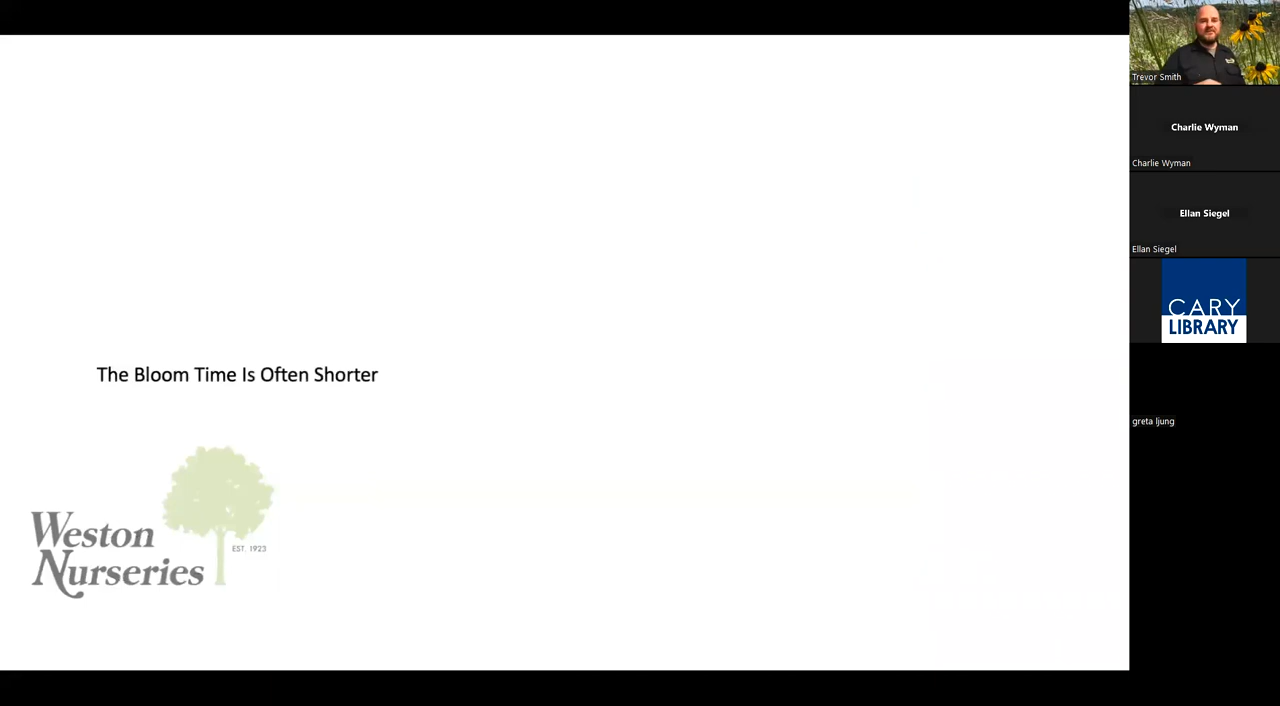 The Bloom Time Is Often Shorter
Weston
Nurseries
EST. 1923
Trevor Smith
Charlie Wyman
Charlie Wyman
Ellan Siegel
Ellan Siegel
CARY
LIBRARY
greta ljung